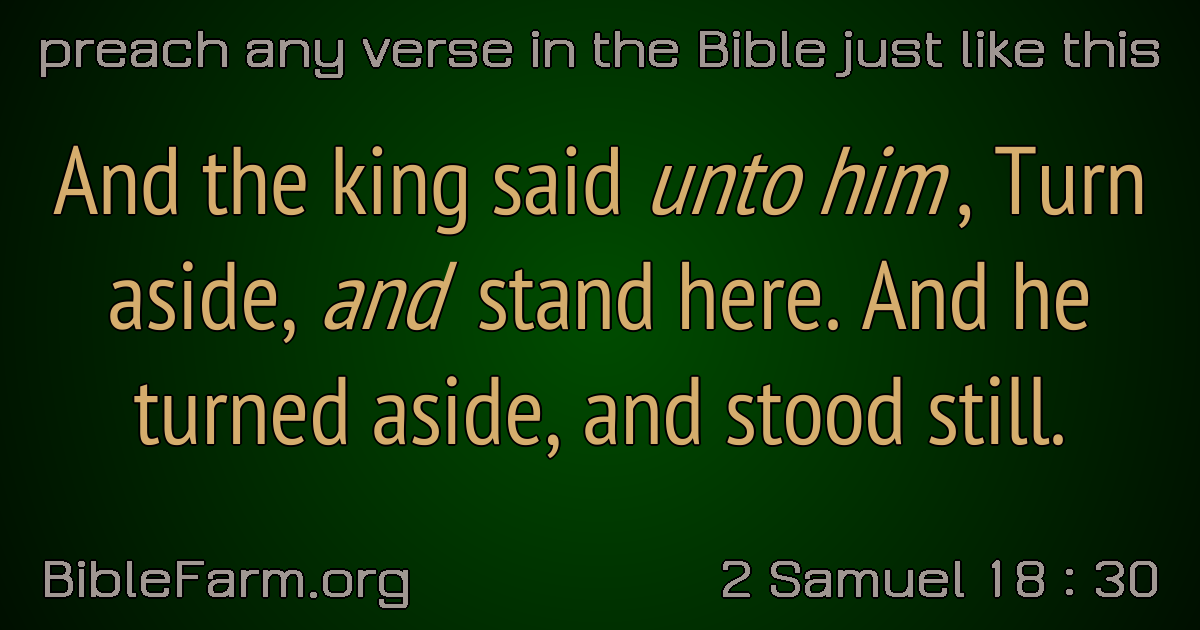 preach any verse in the Bible just like this
And the king said unto him, Turn
aside, and stand here. And he
turned aside, and stood still.
BibleFarm.org
2 Samuel 18 : 30